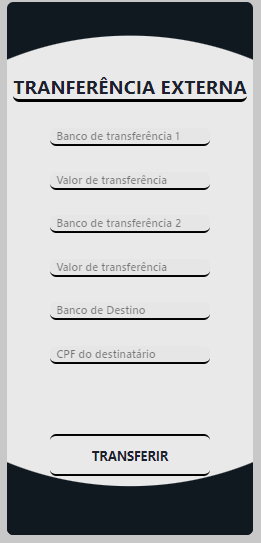 TRANFERÊNCIA EXTERNA
Banco de transferência 1
Valor de transferência
Banco de transferência 2
Valor de transferência
Banco de Destino
CPF do destinatário
TRANSFERIR